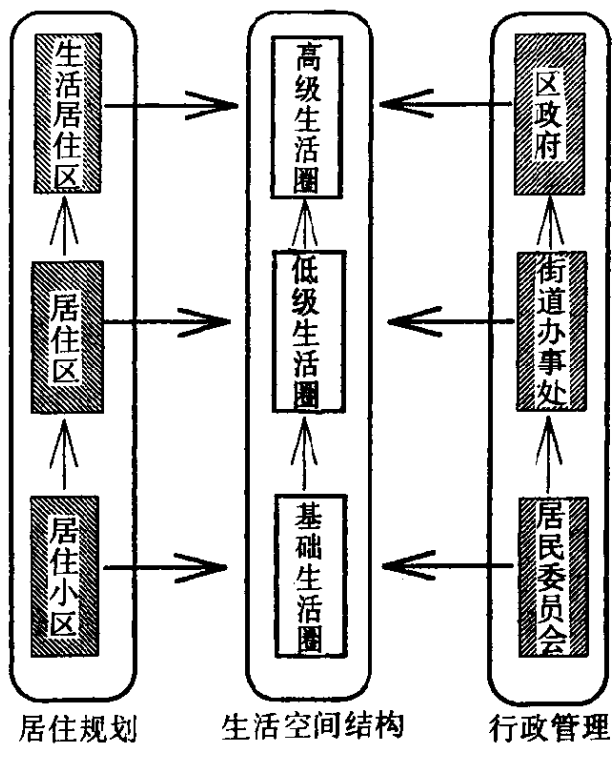 生活居住区
高级生活圈
区政府
居住区
低级生活圈
街道办事处
居住小区
基础生活圈
居民委员会
居住规划
生活空间结构
行政管理